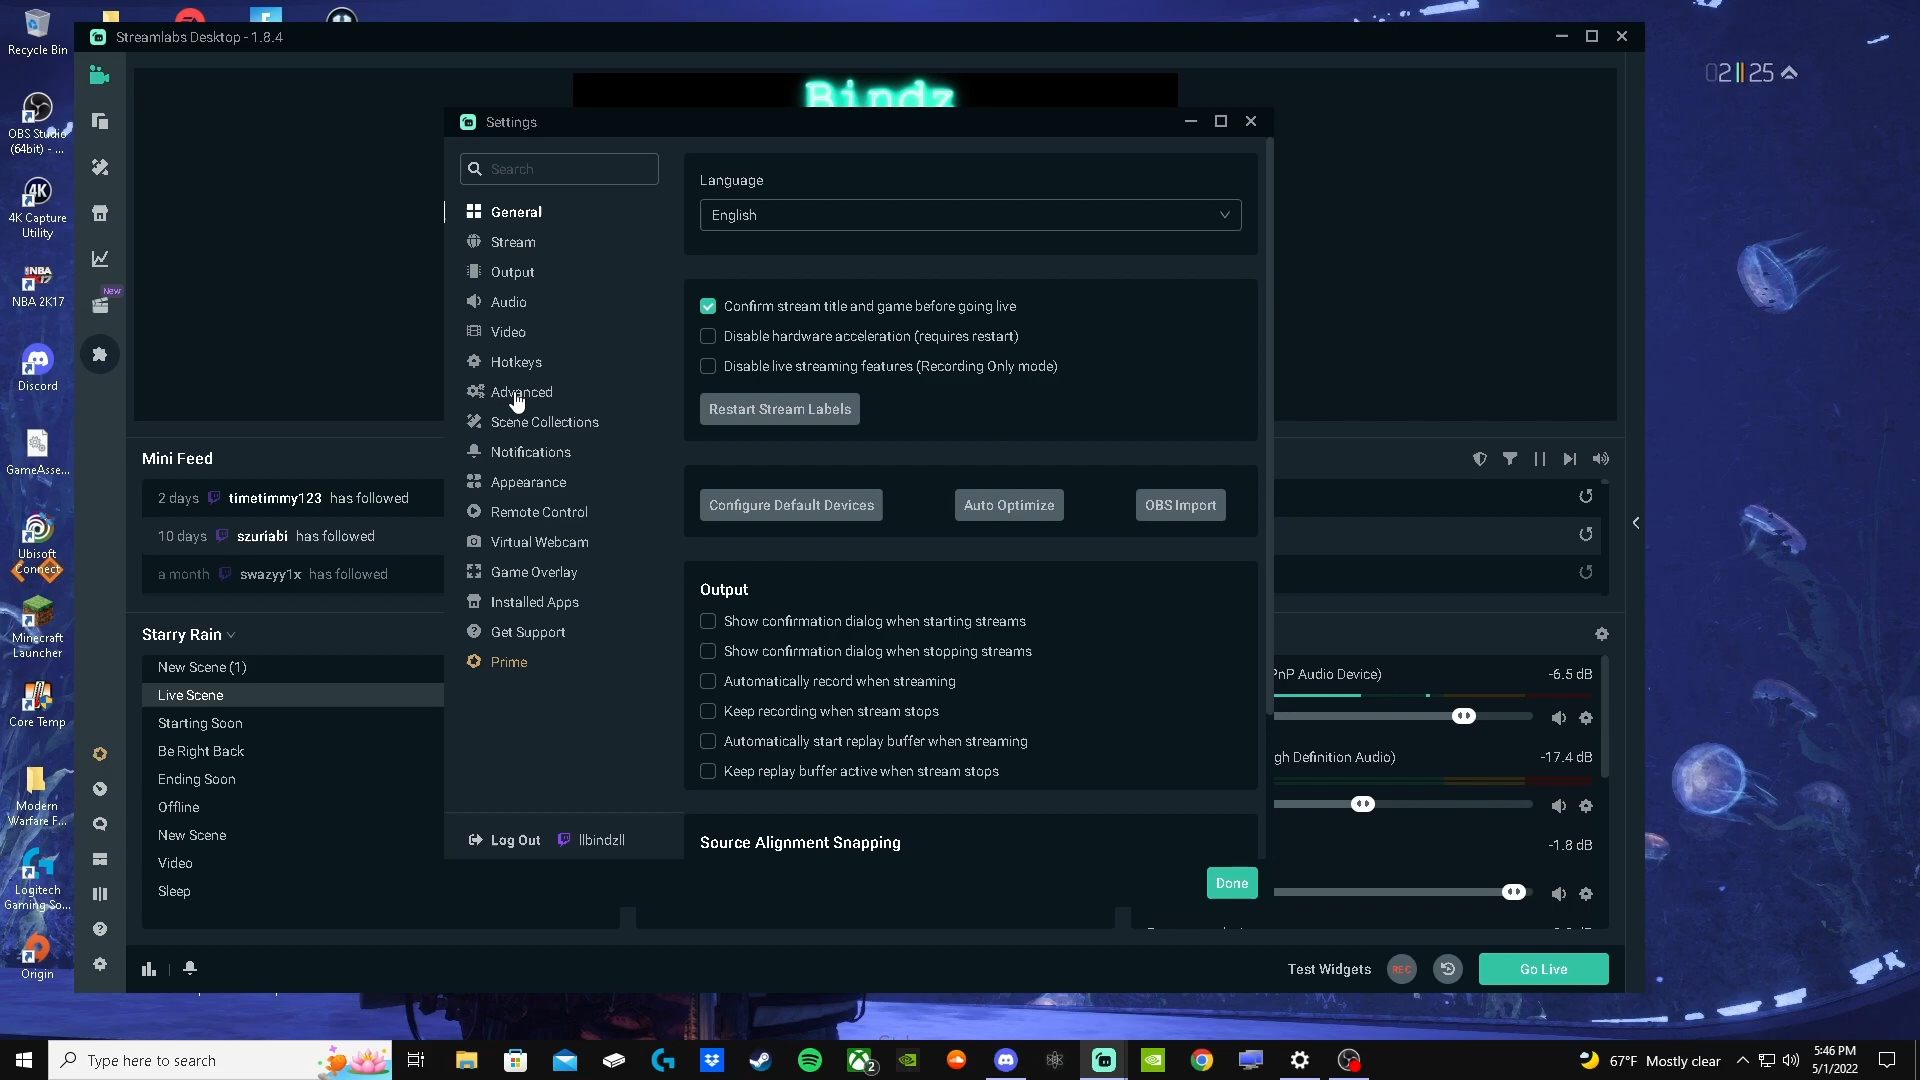 Recycle Bin
OBS Studio
(64bit) - ...
4K
4K Capture
Utility
NBA 2K17
Discord
GameAsse...
Ubisoft
Connect
Minecraft
Launcher
Core Temp
Modern
Warfare F...
Logitech
Gaming So...
Origin
Streamlabs Desktop - 1.8.4
New
Bindz
02 25
Settings
Search
General
Stream
Output
Audio
Video
Hotkeys
Advanced
Scene Collections
Notifications
Appearance
Remote Control
Virtual Webcam
Game Overlay
Installed Apps
Get Support
Prime
Log Out llbindzll
Language
English
Confirm stream title and game before going live
Disable hardware acceleration (requires restart)
Disable live streaming features (Recording Only mode)
Restart Stream Labels
Configure Default Devices Auto Optimize OBS Import
Output
Show confirmation dialog when starting streams
Show confirmation dialog when stopping streams
Automatically record when streaming
Keep recording when stream stops
Automatically start replay buffer when streaming
Keep replay buffer active when stream stops
Source Alignment Snapping
Done
Mini Feed
2 days timetimmy123 has followed
10 days szuriabi has followed
a month swazyy1x has followed
Starry Rain
New Scene (1)
Live Scene
Starting Soon
Be Right Back
Ending Soon
Offline
New Scene
Video
Sleep
PnP Audio Device) -6.5 dB
gh Definition Audio) -17.4 dB
-1.8 dB
Test Widgets REC Go Live
Type here to search
2
67°F Mostly clear
5:46 PM
5/1/2022